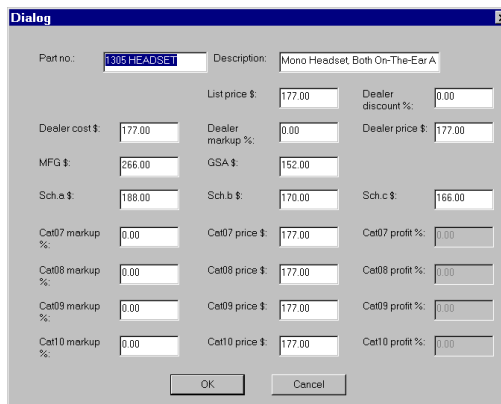 Dialog
Part no.: 1305 HEADSET Description: Mono Headset, Both On-The-Ear A
List price $: 177.00 Dealer discount %: 0.00
Dealer cost $: 177.00 Dealer markup %: 0.00 Dealer price $: 177.00
MFG $: 266.00 GSA $: 152.00
Sch.a $: 188.00 Sch.b $: 170.00 Sch.c $: 166.00
Cat07 markup %: 0.00 Cat07 price $: 177.00 Cat07 profit %: 0.00
Cat08 markup %: 0.00 Cat08 price $: 177.00 Cat08 profit %: 0.00
Cat09 markup %: 0.00 Cat09 price $: 177.00 Cat09 profit %: 0.00
Cat10 markup %: 0.00 Cat10 price $: 177.00 Cat10 profit %: 0.00
OK Cancel